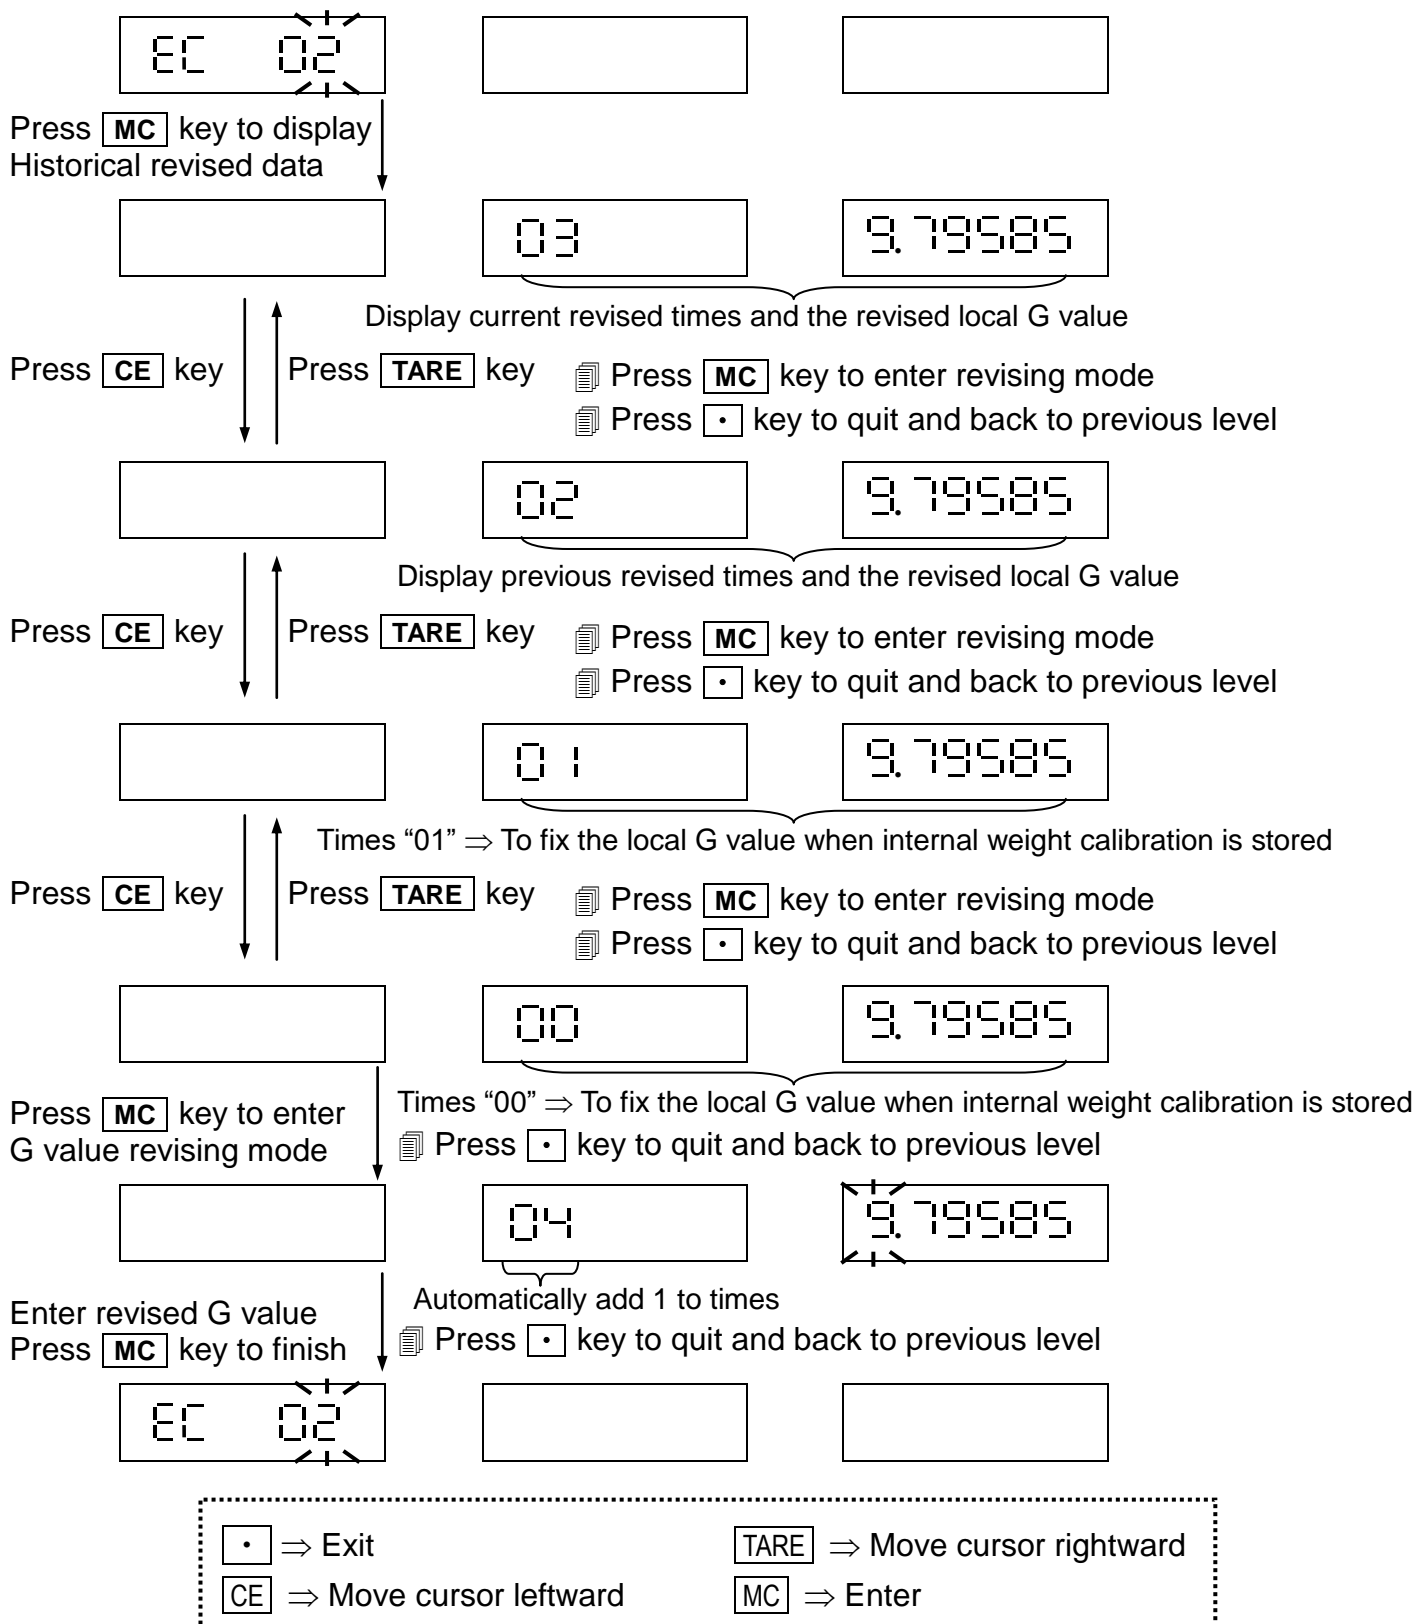 EC 02
Press MC key to display
Historical revised data
03 9.79585
Display current revised times and the revised local G value
Press CE key Press TARE key
Press MC key to enter revising mode
Press · key to quit and back to previous level
02 9.79585
Display previous revised times and the revised local G value
Press CE key Press TARE key
Press MC key to enter revising mode
Press · key to quit and back to previous level
01 9.79585
Times “01” ⇒ To fix the local G value when internal weight calibration is stored
Press CE key Press TARE key
Press MC key to enter revising mode
Press · key to quit and back to previous level
00 9.79585
Times “00” ⇒ To fix the local G value when internal weight calibration is stored
Press MC key to enter
G value revising mode
Press · key to quit and back to previous level
04 9.79585
Automatically add 1 to times
Enter revised G value
Press MC key to finish
Press · key to quit and back to previous level
EC 02
· ⇒ Exit TARE ⇒ Move cursor rightward
CE ⇒ Move cursor leftward MC ⇒ Enter